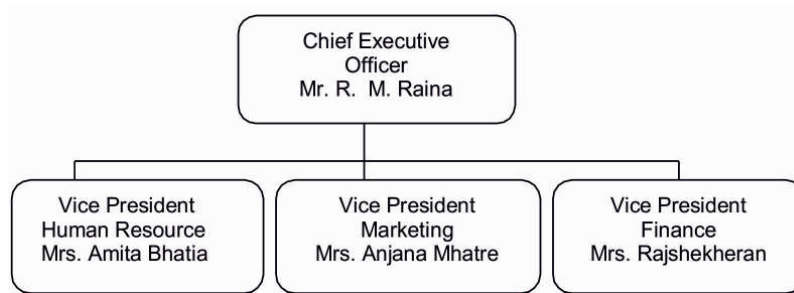 Chief Executive
Officer
Mr. R. M. Raina
Vice President
Human Resource
Mrs. Amita Bhatia
Vice President
Marketing
Mrs. Anjana Mhatre
Vice President
Finance
Mrs. Rajshekheran